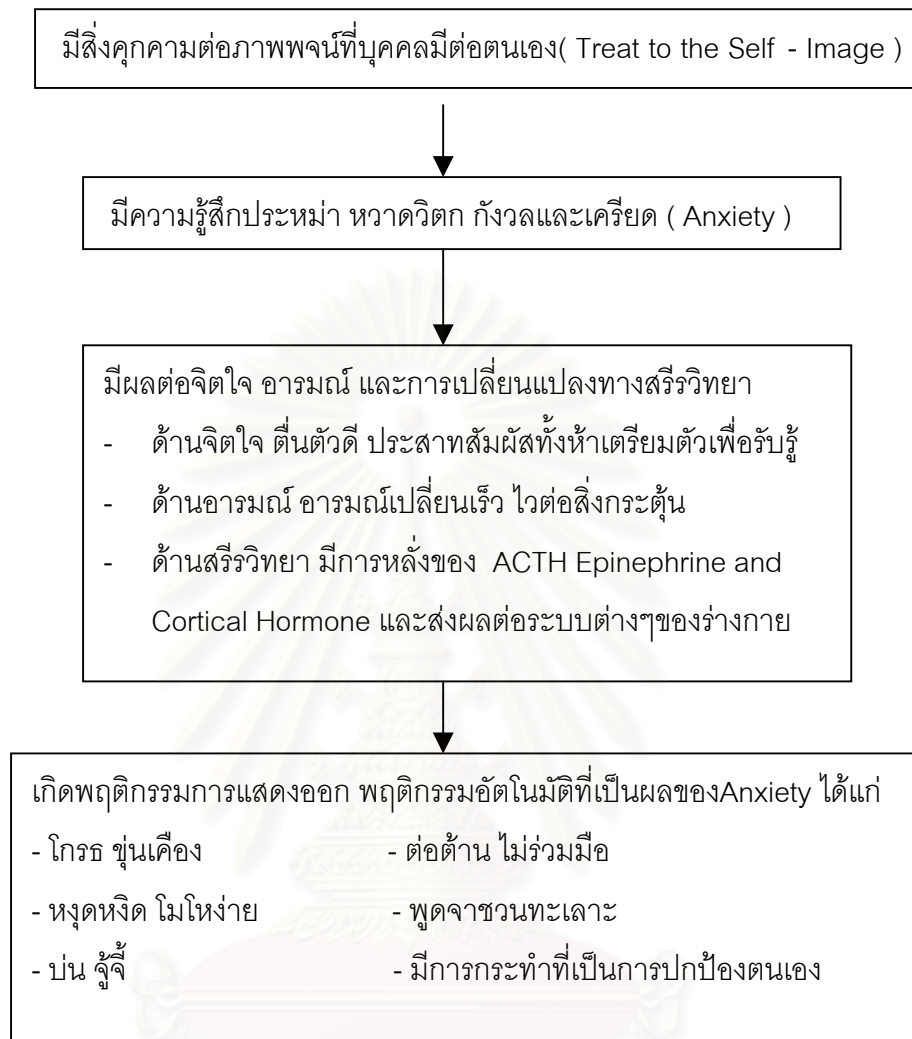 มีสิ่งคุกคามต่อภาพพจน์ที่บุคคลมีต่อตนเอง( Treat to the Self - Image )
มีความรู้สึกประหม่า หวาดวิตก กังวลและเครียด ( Anxiety )
มีผลต่อจิตใจ อารมณ์ และการเปลี่ยนแปลงทางสรีรวิทยา
- ด้านจิตใจ ตื่นตัวดี ประสาทสัมผัสทั้งห้าเตรียมตัวเพื่อรับรู้
- ด้านอารมณ์ อารมณ์เปลี่ยนเร็ว ไวต่อสิ่งกระตุ้น
- ด้านสรีรวิทยา มีการหลั่งของ ACTH Epinephrine and
Cortical Hormone และส่งผลต่อระบบต่างๆของร่างกาย
เกิดพฤติกรรมการแสดงออก พฤติกรรมอัตโนมัติที่เป็นผลของAnxiety ได้แก่
- โกรธ ขุ่นเคือง - ต่อต้าน ไม่ร่วมมือ
- หงุดหงิด โมโหง่าย - พูดจาชวนทะเลาะ
- บ่น จู้จี้ - มีการกระทำที่เป็นการปกป้องตนเอง